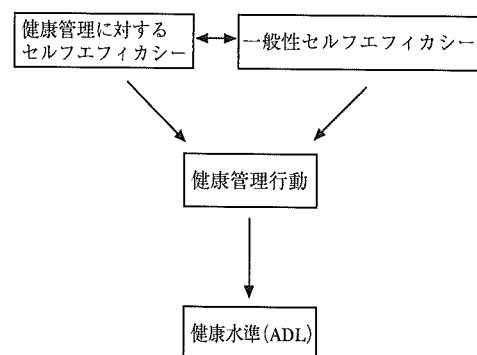 健康管理に対する
セルフエフィカシー
一般性セルフエフィカシー
健康管理行動
健康水準(ADL)